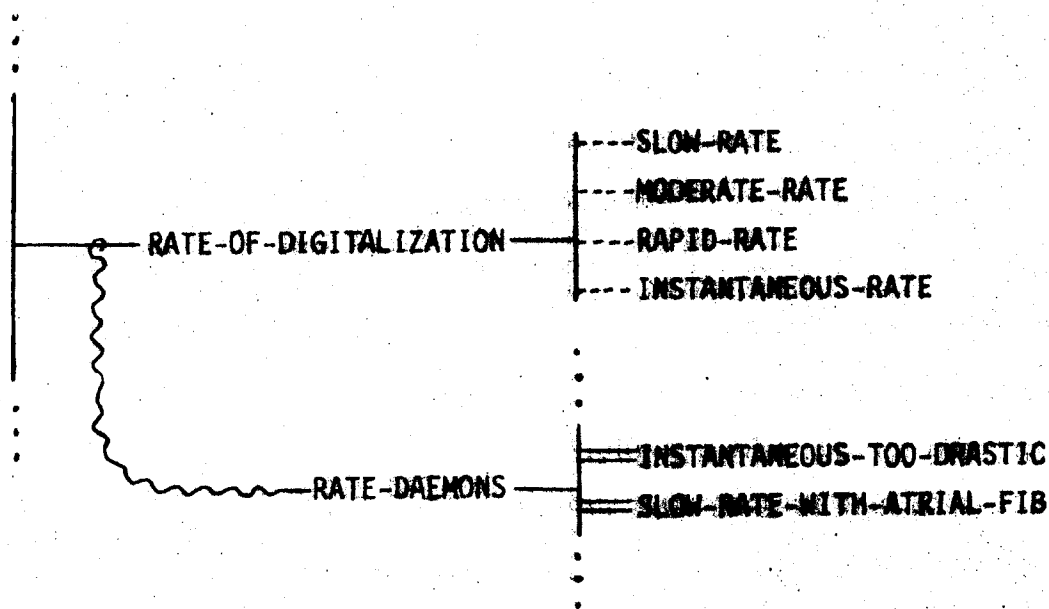 SLOW-RATE
MODERATE-RATE
RATE-OF-DIGITALIZATION
RAPID-RATE
INSTANTANEOUS-RATE
INSTANTANEOUS-TOO-DRASTIC
RATE-DAEMONS
SLOW-RATE-WITH-ATRIAL-FIB